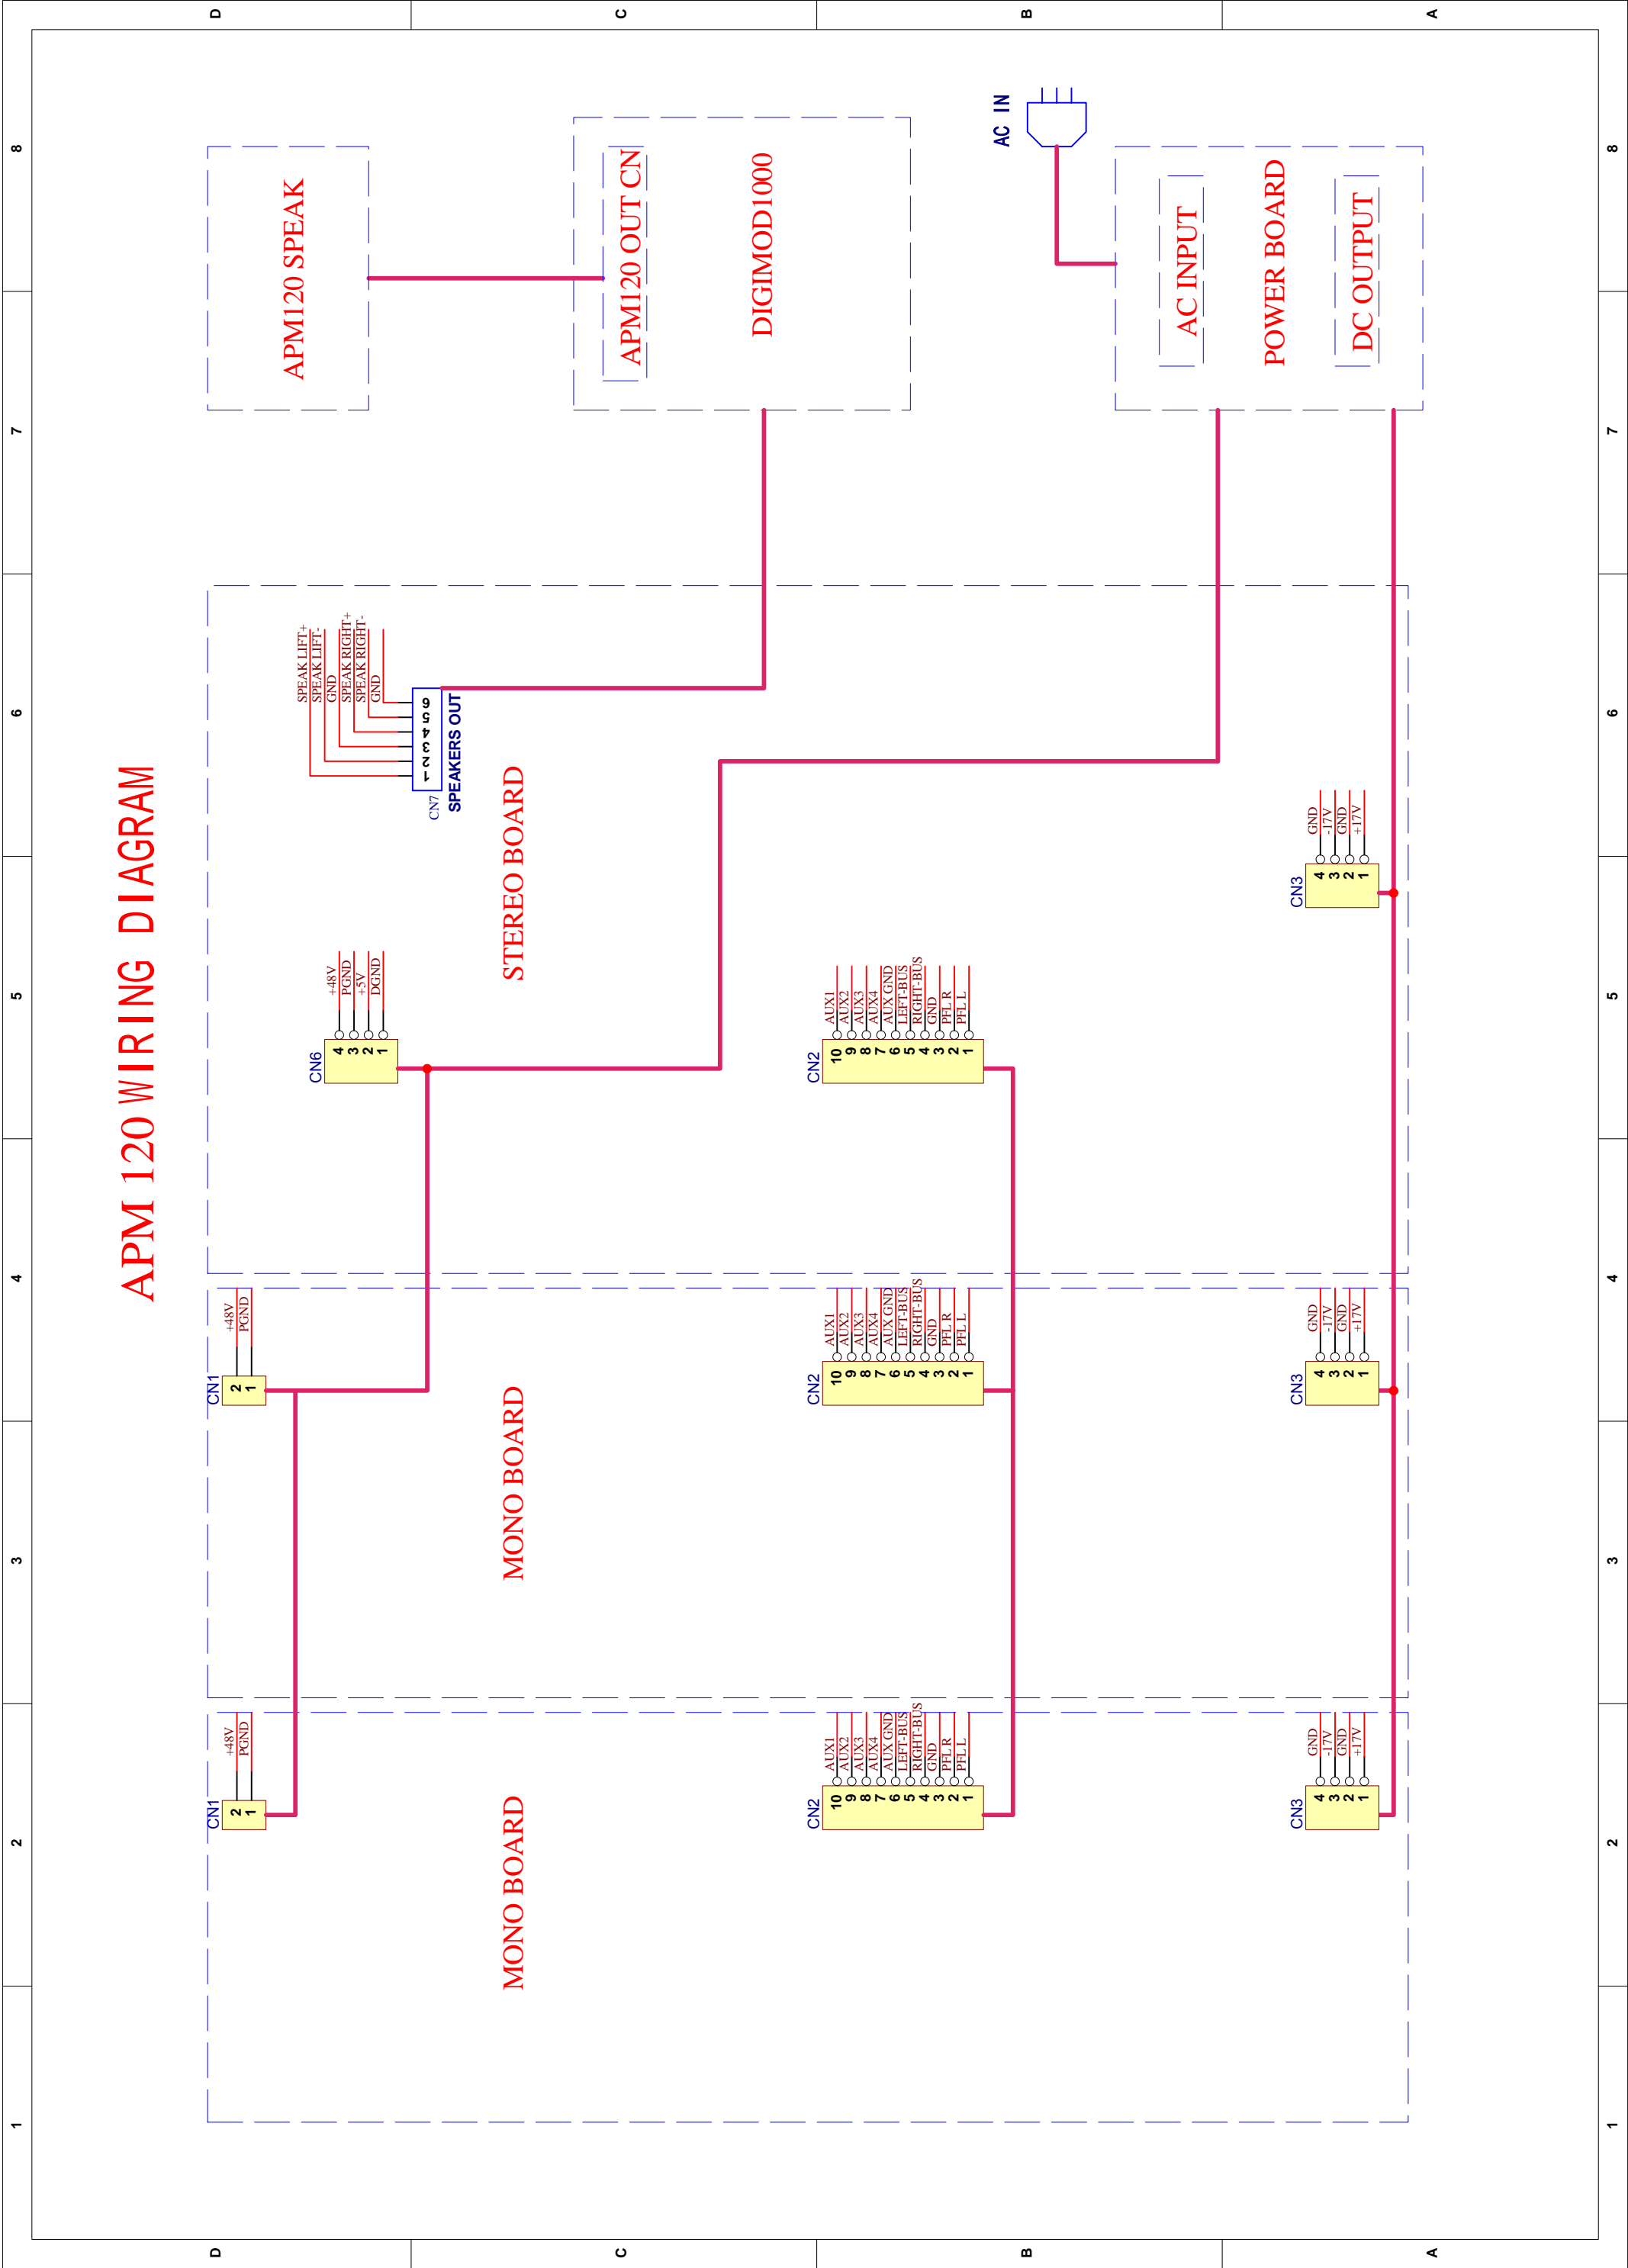 APM 120 WIRING DIAGRAM
1
2
3
4
5
6
7
8
D
C
B
A
CN1
2
1
+48V
PGND
MONO BOARD
CN2
10
9
8
7
6
5
4
3
2
1
AUX1
AUX2
AUX3
AUX4
AUX GND
LEFT-BUS
RIGHT-BUS
GND
PFL R
PFL L
CN3
4
3
2
1
GND
-17V
GND
+17V
CN1
2
1
+48V
PGND
MONO BOARD
CN2
10
9
8
7
6
5
4
3
2
1
AUX1
AUX2
AUX3
AUX4
AUX GND
LEFT-BUS
RIGHT-BUS
GND
PFL R
PFL L
CN3
4
3
2
1
GND
-17V
GND
+17V
CN6
4
3
2
1
+48V
PGND
+5V
DGND
SPEAK LIFT+
SPEAK LIFT-
GND
SPEAK RIGHT+
SPEAK RIGHT-
GND
1
2
3
4
5
6
CN7
SPEAKERS OUT
STEREO BOARD
CN2
10
9
8
7
6
5
4
3
2
1
AUX1
AUX2
AUX3
AUX4
AUX GND
LEFT-BUS
RIGHT-BUS
GND
PFL R
PFL L
CN3
4
3
2
1
GND
-17V
GND
+17V
APM120 SPEAK
APM120 OUT CN
DIGIMOD1000
AC IN
AC INPUT
POWER BOARD
DC OUTPUT
D
C
B
A
1
2
3
4
5
6
7
8